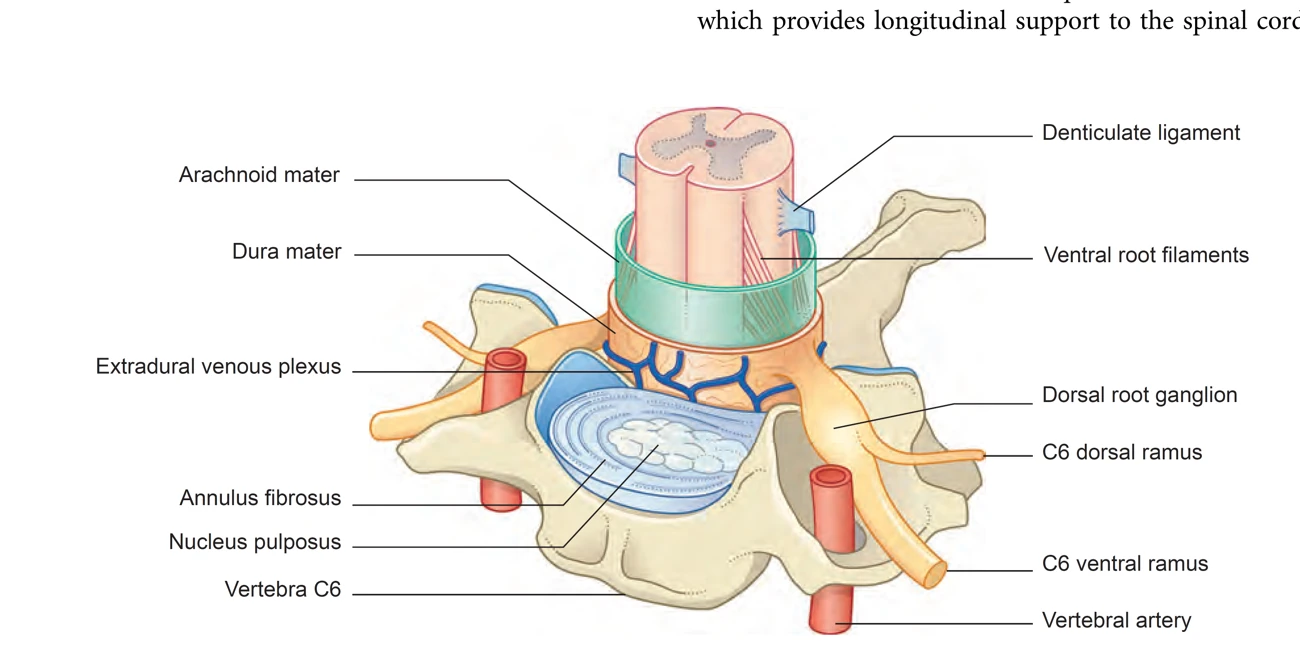 which provides longitudinal support to the spinal cord
Denticulate ligament
Arachnoid mater
Dura mater
Ventral root filaments
Extradural venous plexus
Dorsal root ganglion
C6 dorsal ramus
Annulus fibrosus
Nucleus pulposus
C6 ventral ramus
Vertebra C6
Vertebral artery